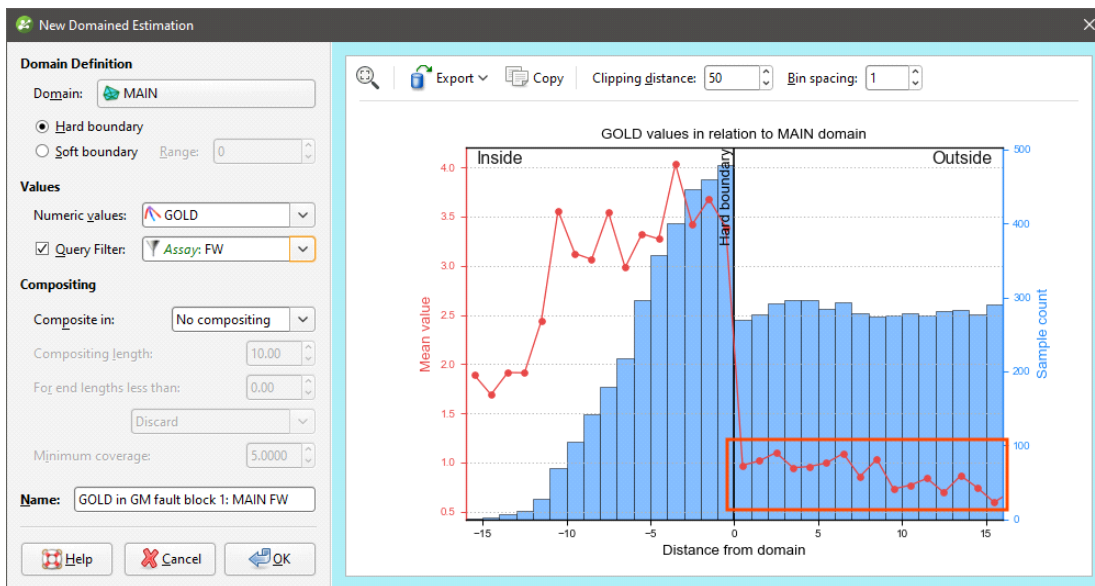 New Domained Estimation
Domain Definition
Domain: MAIN
Hard boundary
Soft boundary Range: 0
Values
Numeric values: GOLD
Query Filter: Assay: FW
Compositing
Composite in: No compositing
Compositing length: 10.00
For end lengths less than: 0.00
Discard
Minimum coverage: 5.0000
Name: GOLD in GM fault block 1: MAIN FW
Help Cancel OK
Export Copy Clipping distance: 50 Bin spacing: 1
GOLD values in relation to MAIN domain
Inside
Hard boundary
Outside
Mean value
4.0
3.5
3.0
2.5
2.0
1.5
1.0
0.5
500
400
300
200
100
0
Sample count
−15 −10 −5 0 5 10 15
Distance from domain